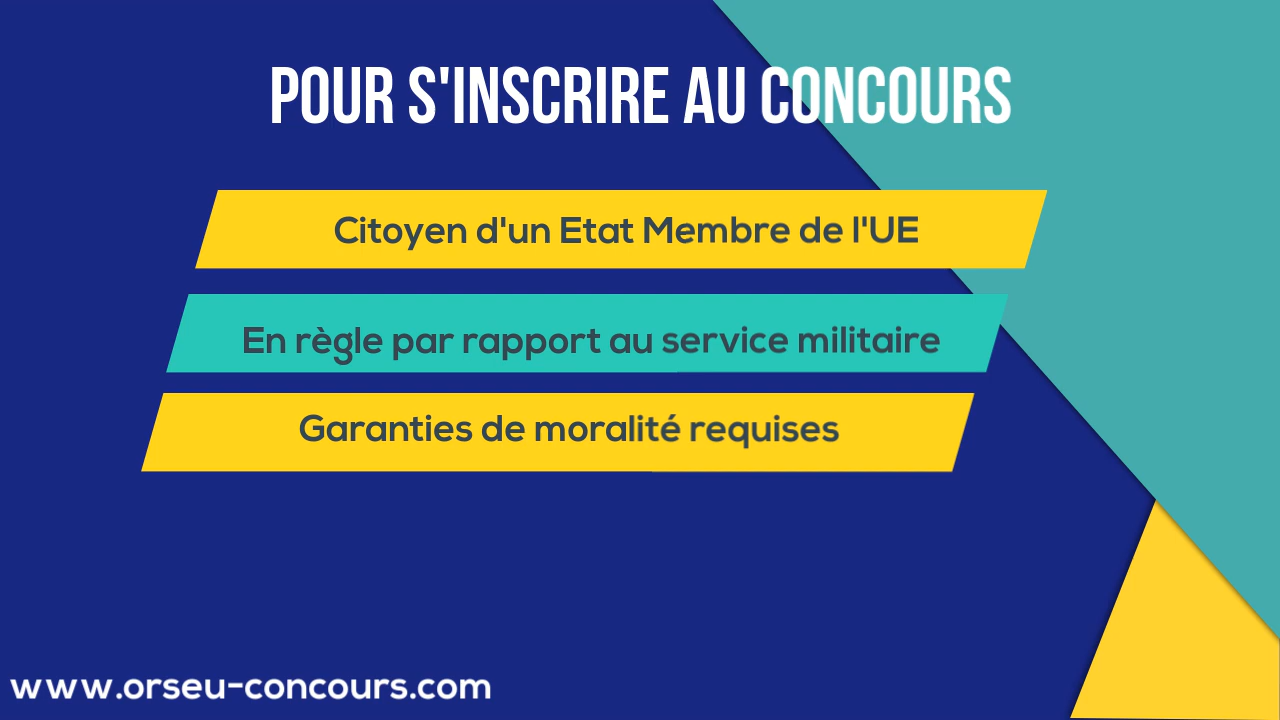 POUR S'INSCRIRE AU CONCOURS
Citoyen d'un Etat Membre de l'UE
En règle par rapport au service militaire
Garanties de moralité requises
www.orseu-concours.com